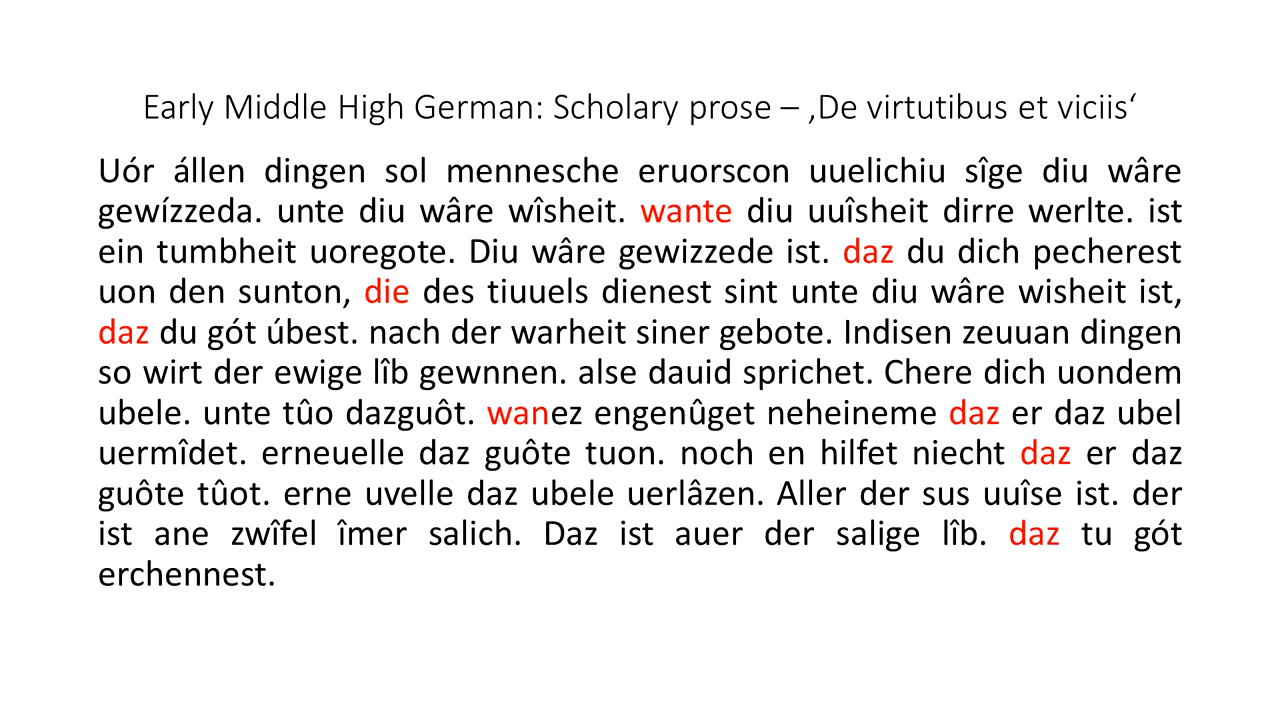 Early Middle High German: Scholary prose – ‚De virtutibus et viciis‘
Uór állen dingen sol mennesche eruorscon uuelichiu sîge diu wâre
gewízzeda. unte diu wâre wîsheit. wante diu uuîsheit dirre werlte. ist
ein tumbheit uoregote. Diu wâre gewizzede ist. daz du dich pecherest
uon den sunton, die des tiuuels dienest sint unte diu wâre wisheit ist,
daz du gót úbest. nach der warheit siner gebote. Indisen zeuuan dingen
so wirt der ewige lîb gewnnen. alse dauid sprichet. Chere dich uondem
ubele. unte tûo dazguôt. wanez engenûget neheineme daz er daz ubel
uermîdet. erneuelle daz guôte tuon. noch en hilfet niecht daz er daz
guôte tûot. erne uvelle daz ubele uerlâzen. Aller der sus uuîse ist. der
ist ane zwîfel îmer salich. Daz ist auer der salige lîb. daz tu gót
erchennest.